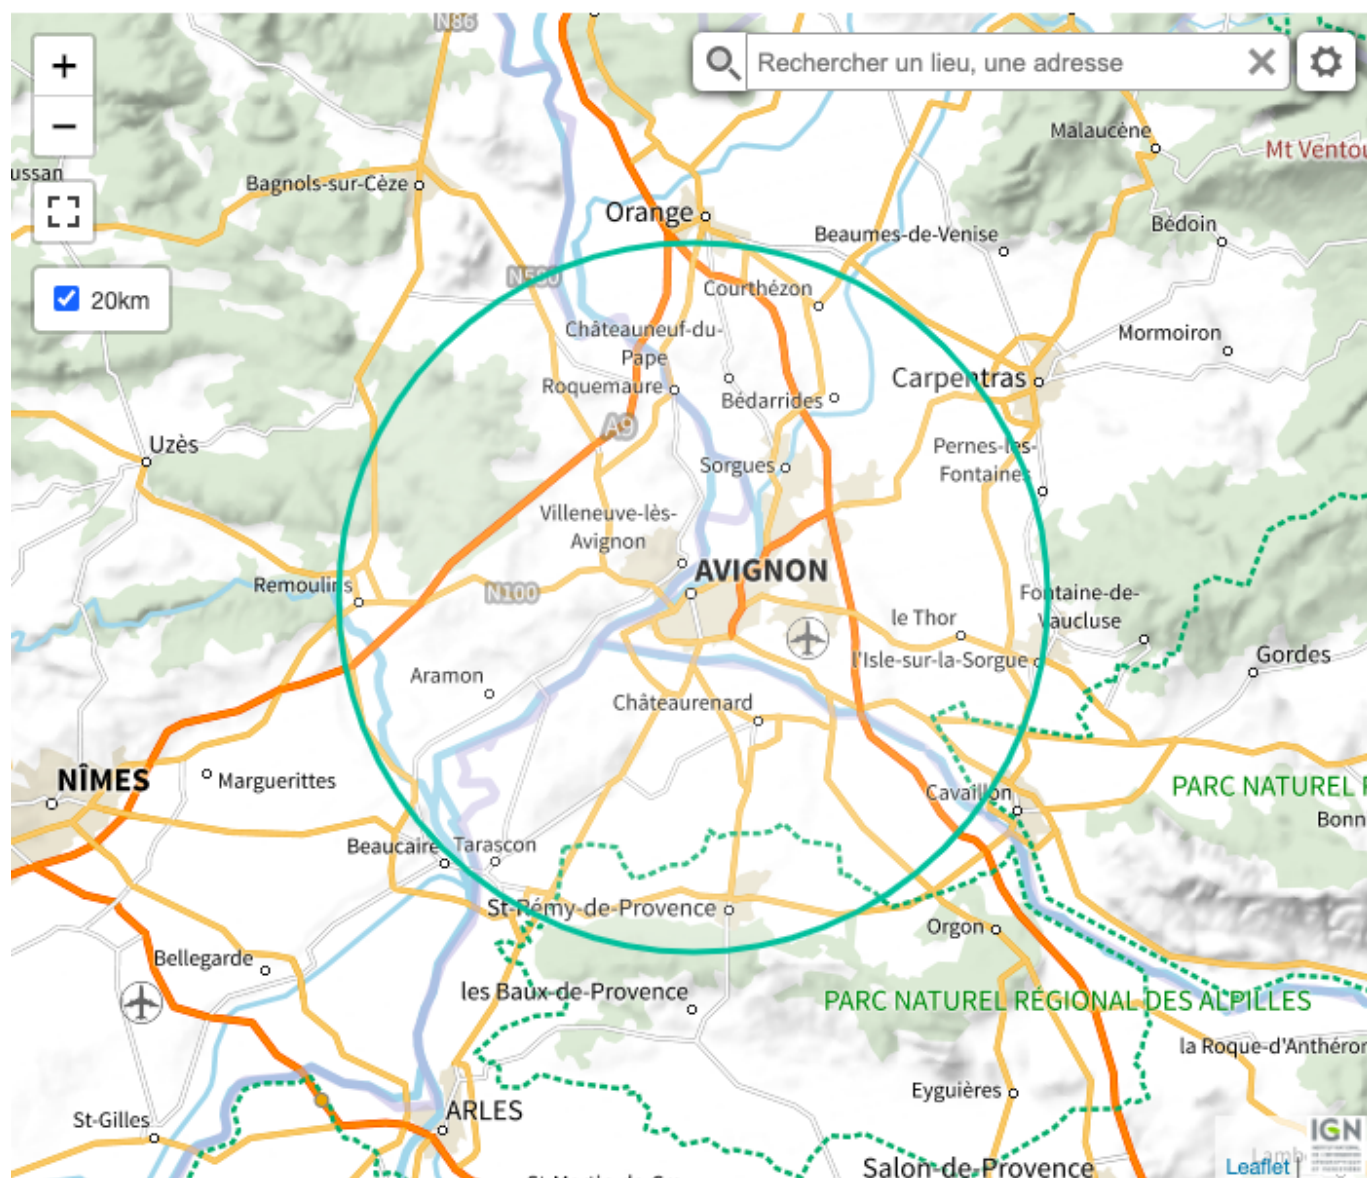 N86
+
Rechercher un lieu, une adresse
−
Malaucène
Mt Ventou
ussan
Bagnols-sur-Cèze
Orange
Bédoin
Beaumes-de-Venise
N580
Courthézon
20km
Châteauneuf-du-
Pape
Mormoiron
Roquemaure
Carpentras
Bédarrides
A9
Uzès
Pernes-les-
Fontaines
Sorgues
Villeneuve-lès-
Avignon
AVIGNON
Remoulins
N100
Fontaine-de-
Vaucluse
le Thor
l'Isle-sur-la-Sorgue
Gordes
Aramon
Châteaurenard
NÎMES
Marguerittes
PARC NATUREL R
Cavaillon
Bonn
Beaucaire
Tarascon
St-Rémy-de-Provence
Orgon
Bellegarde
les Baux-de-Provence
PARC NATUREL RÉGIONAL DES ALPILLES
la Roque-d'Anthéron
Eyguières
ARLES
St-Gilles
IGN
Salon-de-Provence
Leaflet |